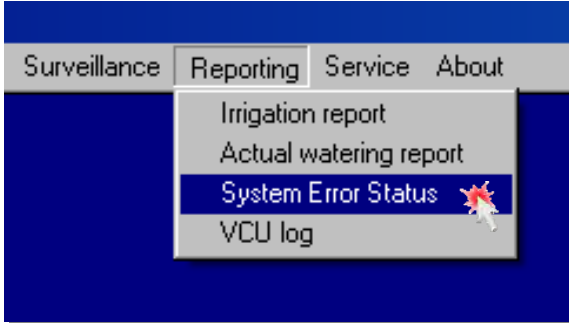 Surveillance Reporting Service About
Irrigation report
Actual watering report
System Error Status
VCU log